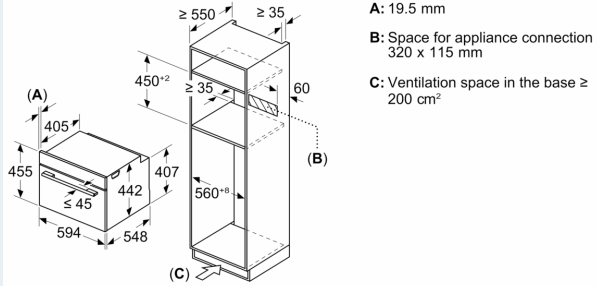 ≥ 550
≥ 35
450+2
≥ 35
60
(A)
405
455
442
407
≤ 45
594
548
560+8
(B)
(C)
A: 19.5 mm
B: Space for appliance connection
320 x 115 mm
C: Ventilation space in the base ≥
200 cm²